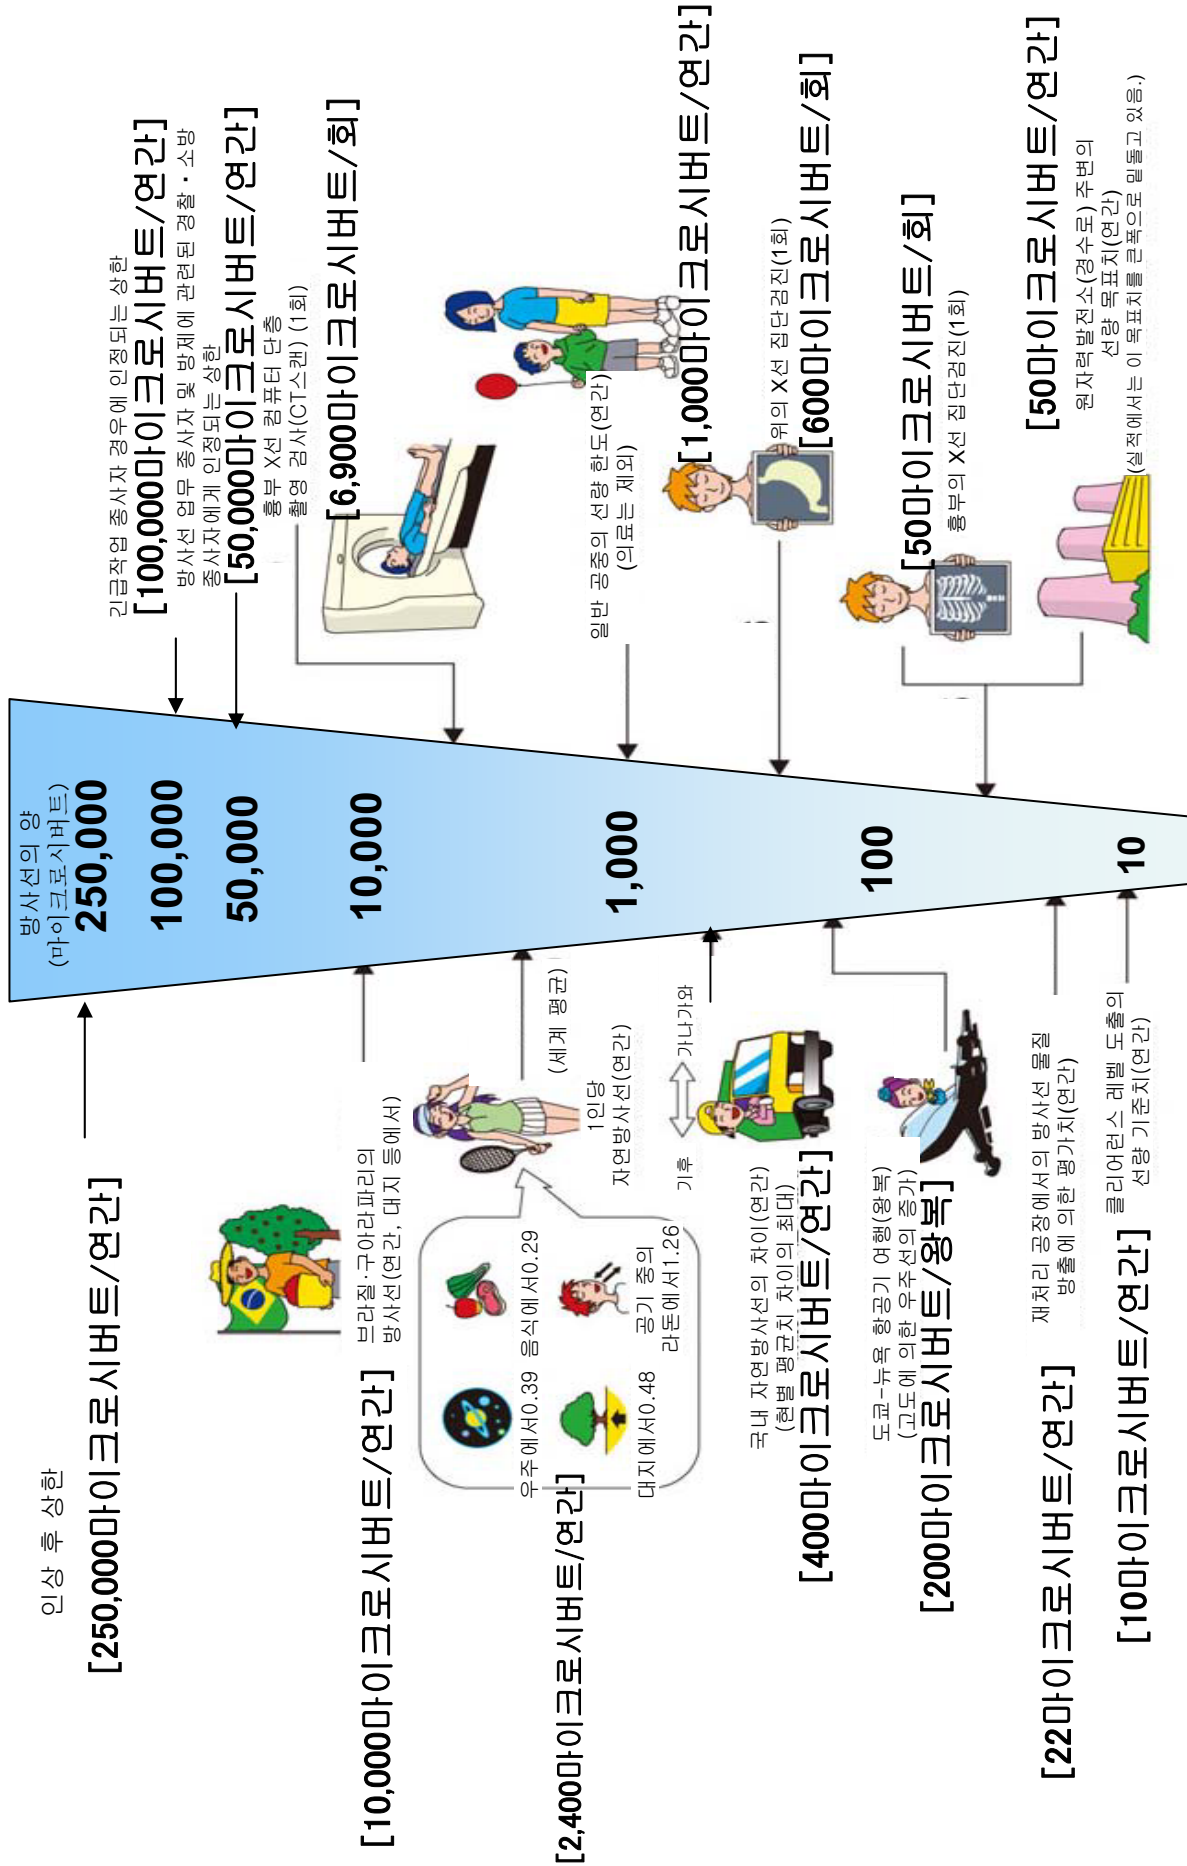 방사선의 양
(마이크로시버트)
250,000
100,000
50,000
10,000
1,000
100
10
인상 후 상한
[250,000마이크로시버트/연간]
브라질·구아라파리의
방사선(연간, 대지 등에서)
[10,000마이크로시버트/연간]
우주에서0.39
음식에서0.29
대지에서0.48
공기 중의
라돈에서1.26
(세계 평균)
1인당
자연방사선(연간)
[2,400마이크로시버트/연간]
기후
가나가와
국내 자연방사선의 차이(연간)
(현별 평균치 차이의 최대)
[400마이크로시버트/연간]
도쿄-뉴욕 항공기 여행(왕복)
(고도에 의한 우주선의 증가)
[200마이크로시버트/왕복]
재처리 공장에서의 방사선 물질
방출에 의한 평가치(연간)
[22마이크로시버트/연간]
클리어런스 레벨 도출의
선량 기준치(연간)
[10마이크로시버트/연간]
긴급작업 종사자 경우에 인정되는 상한
[100,000마이크로시버트/연간]
방사선 업무 종사자 및 방제에 관련된 경찰・소방
종사자에게 인정되는 상한
[50,000마이크로시버트/연간]
흉부 X선 컴퓨터 단층
촬영 검사(CT스캔) (1회)
[6,900마이크로시버트/회]
일반 공중의 선량 한도(연간)
(의료는 제외)
[1,000마이크로시버트/연간]
위의 X선 집단검진(1회)
[600마이크로시버트/회]
[50마이크로시버트/회]
흉부의 X선 집단검진(1회)
[50마이크로시버트/연간]
원자력발전소(경수로) 주변의
선량 목표치(연간)
(실적에서는 이 목표치를 큰폭으로 밑돌고 있음.)